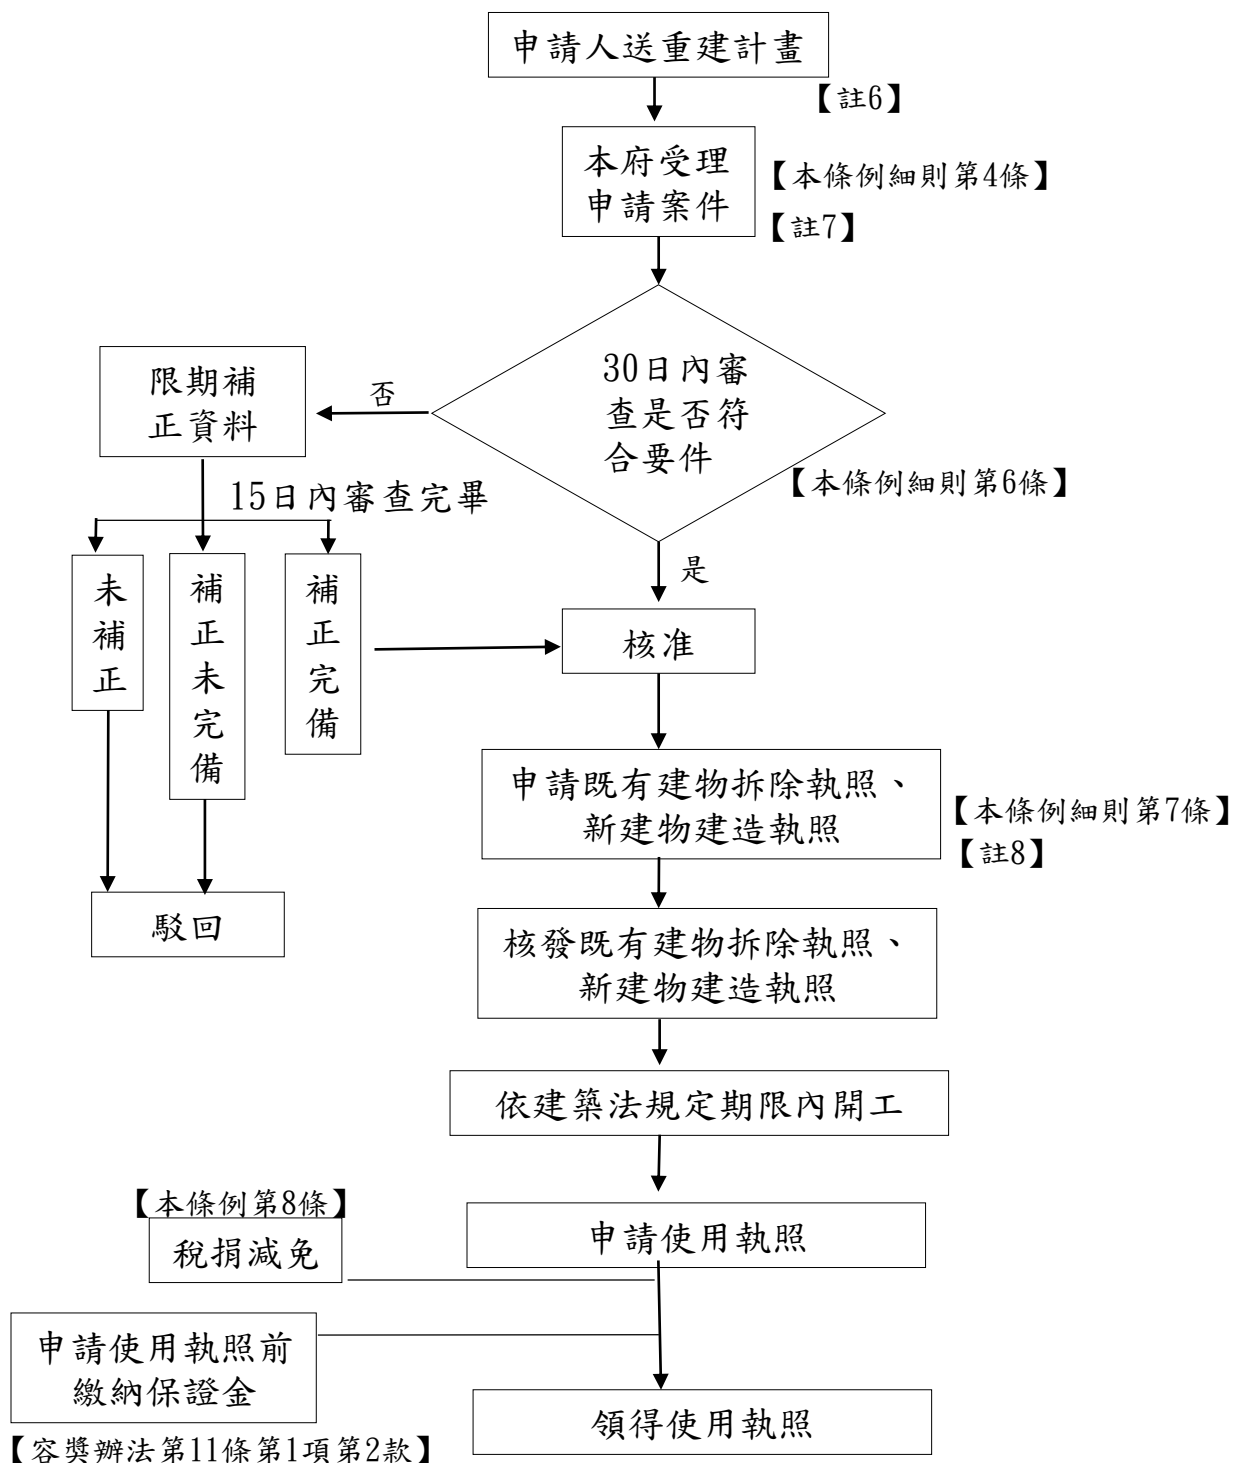 申請人送重建計畫
【註6】
本府受理
申請案件
【本條例細則第4條】
【註7】
30日內審
查是否符
合要件
【本條例細則第6條】
否
限期補
正資料
15日內審查完畢
未補正
補正未完備
補正完備
是
核准
駁回
申請既有建物拆除執照、
新建物建造執照
【本條例細則第7條】
【註8】
核發既有建物拆除執照、
新建物建造執照
依建築法規定期限內開工
申請使用執照
【本條例第8條】
稅捐減免
申請使用執照前
繳納保證金
【容獎辦法第11條第1項第2款】
領得使用執照